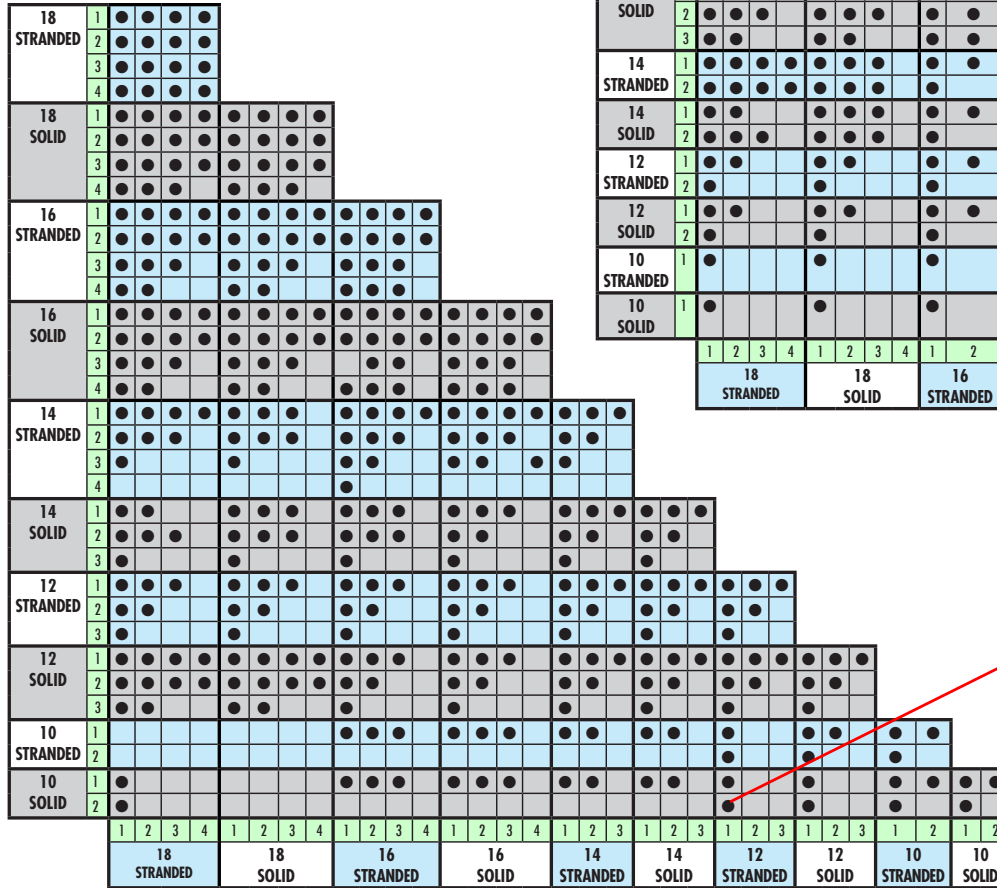 18 1
STRANDED 2
3
4
18 1
SOLID 2
3
4
16 1
STRANDED 2
3
4
16 1
SOLID 2
3
4
14 1
STRANDED 2
3
4
14 1
SOLID 2
3
12 1
STRANDED 2
3
12 1
SOLID 2
3
10 1
STRANDED 2
10 1
SOLID 2
1 2 3 4 1 2 3 4 1 2 3 4 1 2 3 4 1 2 3 1 2 3 1 2 3 1 2 3 1 2 1 2
18 18 16 16 14 14 12 12 10 10
STRANDED SOLID STRANDED SOLID STRANDED SOLID STRANDED SOLID STRANDED SOLID
SOLID 2
3
14 1
STRANDED 2
14 1
SOLID 2
12 1
STRANDED 2
12 1
SOLID 2
10 1
STRANDED
10 1
SOLID
1 2 3 4 1 2 3 4 1 2
18 18 16
STRANDED SOLID STRANDED